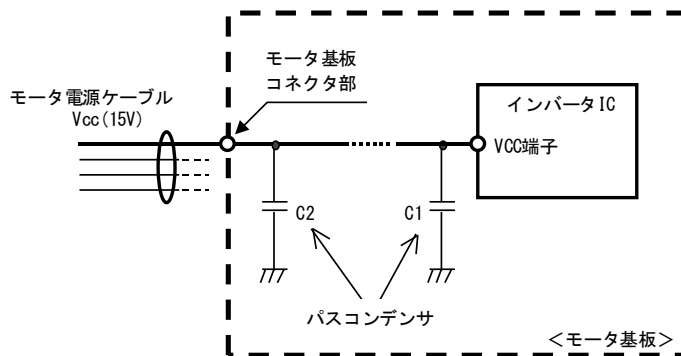 モータ基板
コネクタ部
モータ電源ケーブル
Vcc(15V)
インバータIC
VCC端子
C2
C1
パスコンデンサ
＜モータ基板＞